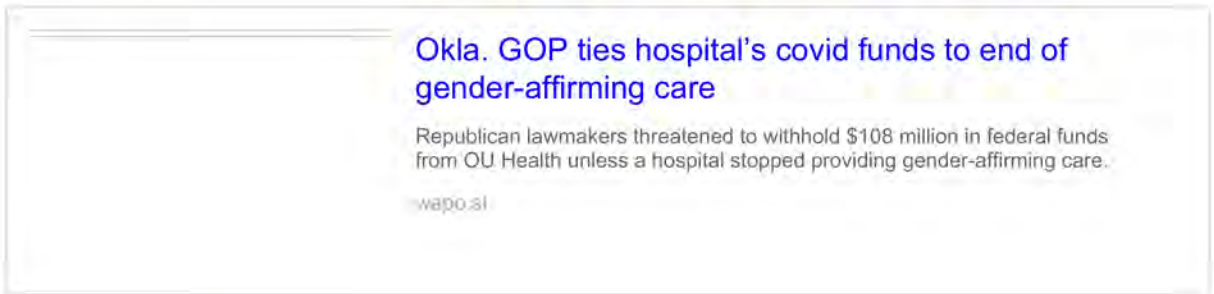 Okla. GOP ties hospital's covid funds to end of
gender-affirming care
Republican lawmakers threatened to withhold $108 million in federal funds
from OU Health unless a hospital stopped providing gender-affirming care.
wapo.st